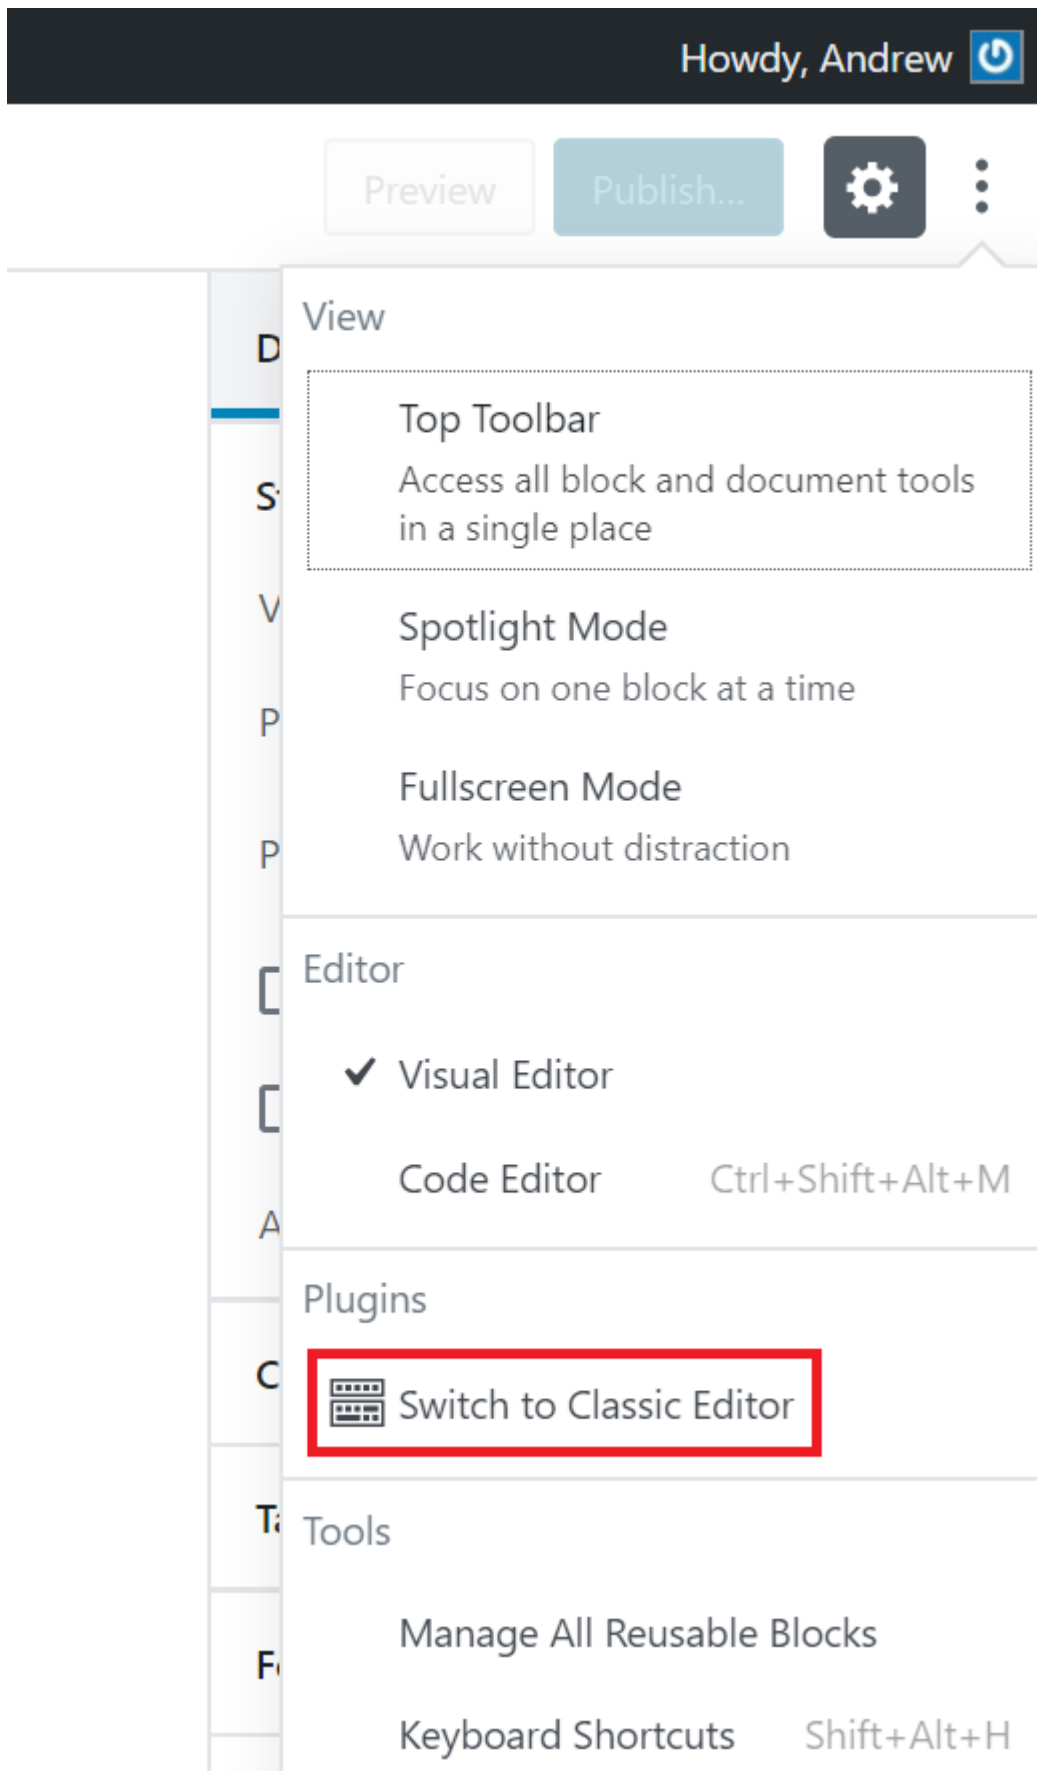 Howdy, Andrew
Preview
Publish...
View
Top Toolbar
Access all block and document tools
in a single place
Spotlight Mode
Focus on one block at a time
Fullscreen Mode
Work without distraction
Editor
Visual Editor
Code Editor Ctrl+Shift+Alt+M
Plugins
Switch to Classic Editor
Tools
Manage All Reusable Blocks
Keyboard Shortcuts Shift+Alt+H